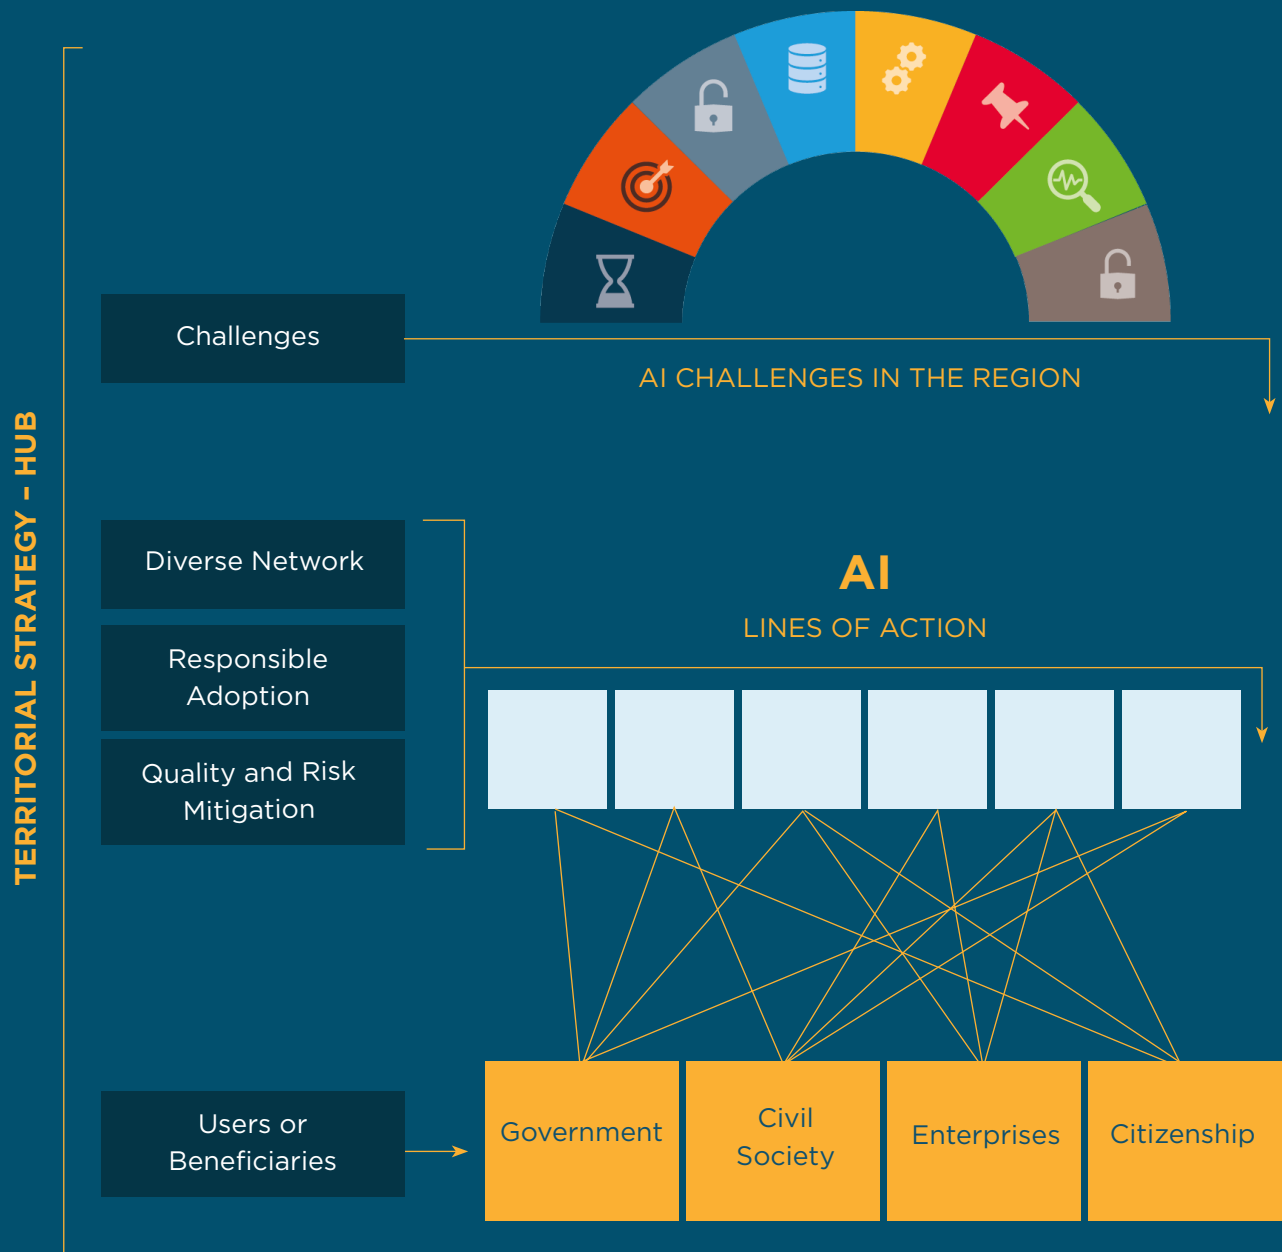 TERRITORIAL STRATEGY – HUB
Challenges
AI CHALLENGES IN THE REGION
Diverse Network
Responsible
Adoption
Quality and Risk
Mitigation
AI
LINES OF ACTION
Users or
Beneficiaries
Government
Civil
Society
Enterprises
Citizenship